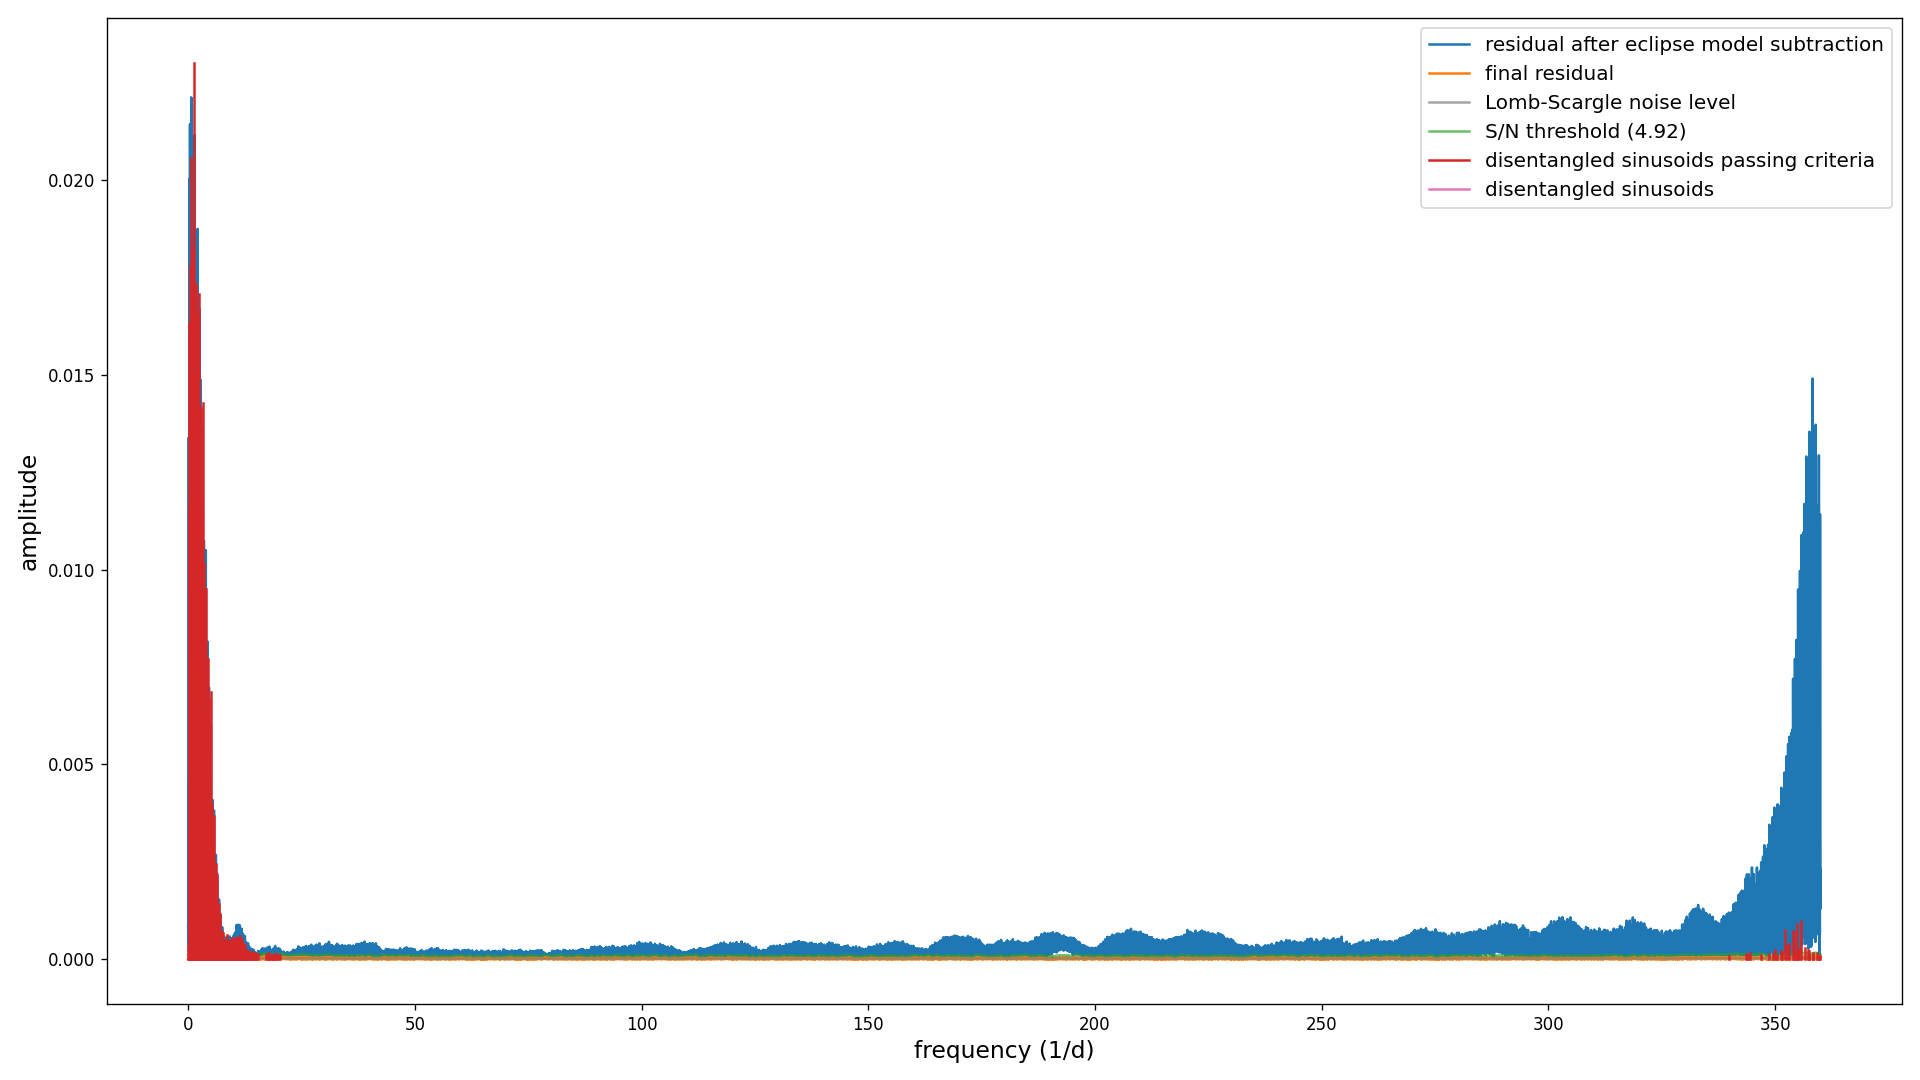 residual after eclipse model subtraction
final residual
Lomb-Scargle noise level
S/N threshold (4.92)
disentangled sinusoids passing criteria
disentangled sinusoids
0.020
0.015
0.010
0.005
0.000
amplitude
0 50 100 150 200 250 300 350
frequency (1/d)